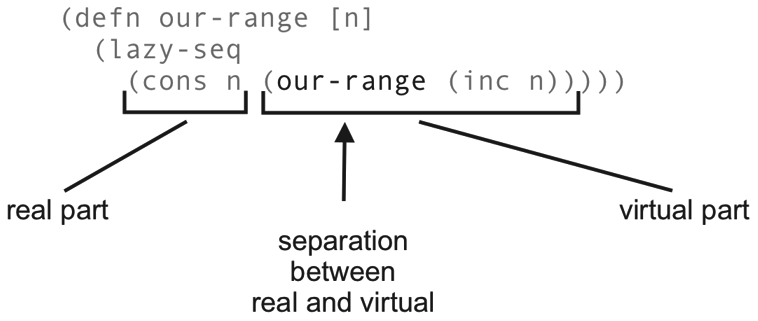 (defn our-range [n]
(lazy-seq
(cons n (our-range (inc n)))))
real part
virtual part
separation
between
real and virtual